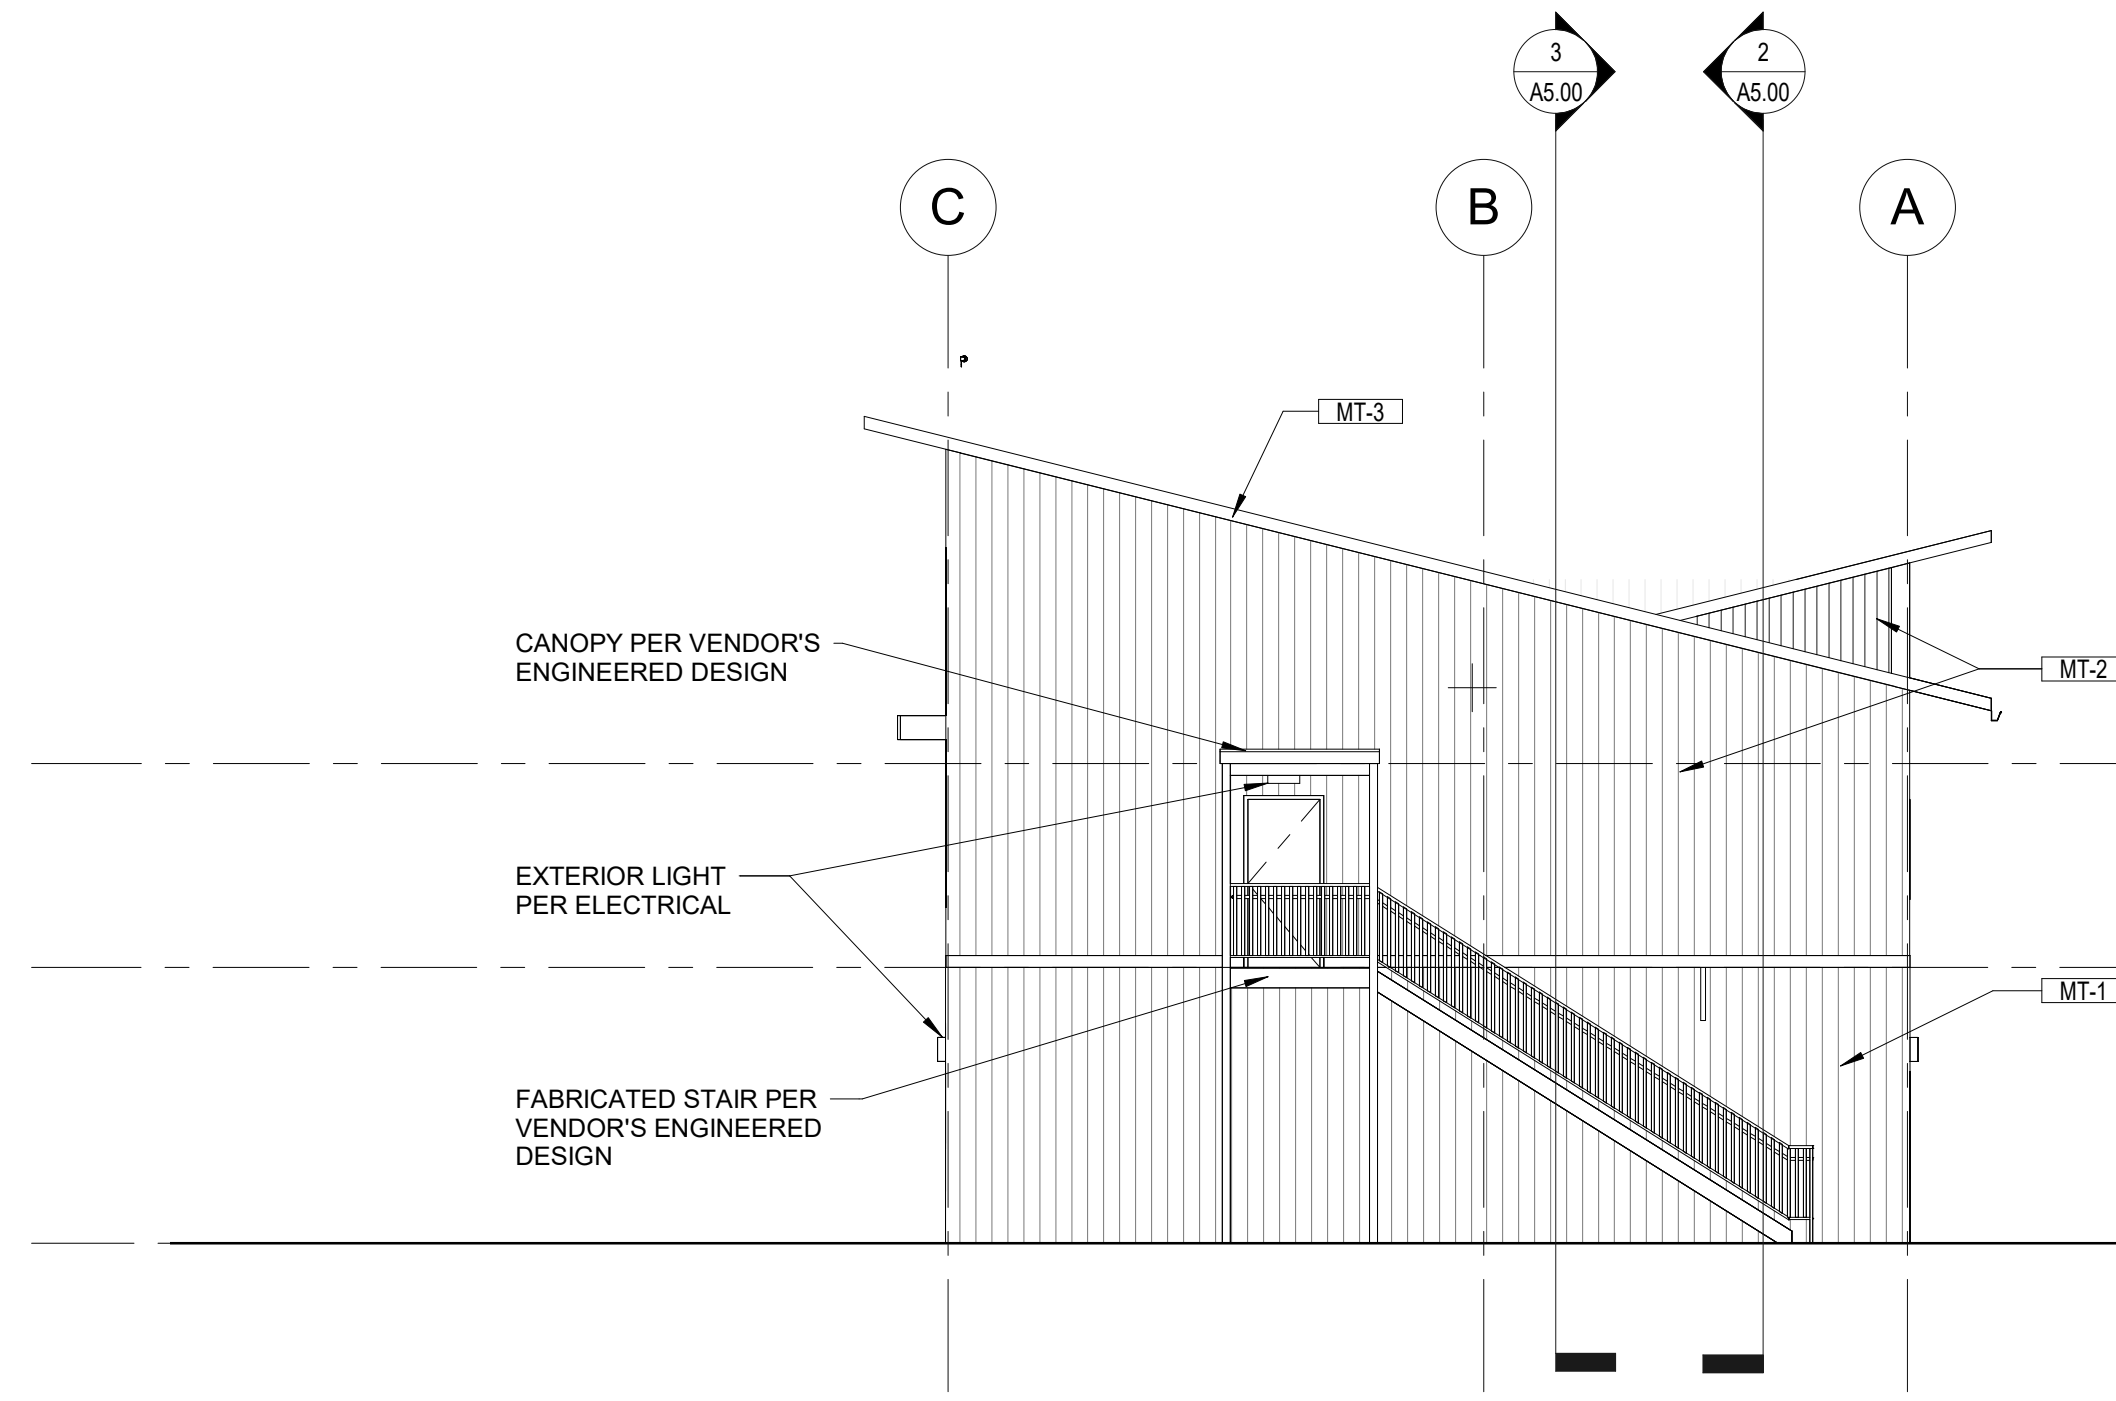 3
A5.00
2
A5.00
C
B
A
MT-3
CANOPY PER VENDOR'S
ENGINEERED DESIGN
MT-2
EXTERIOR LIGHT
PER ELECTRICAL
MT-1
FABRICATED STAIR PER
VENDOR'S ENGINEERED
DESIGN